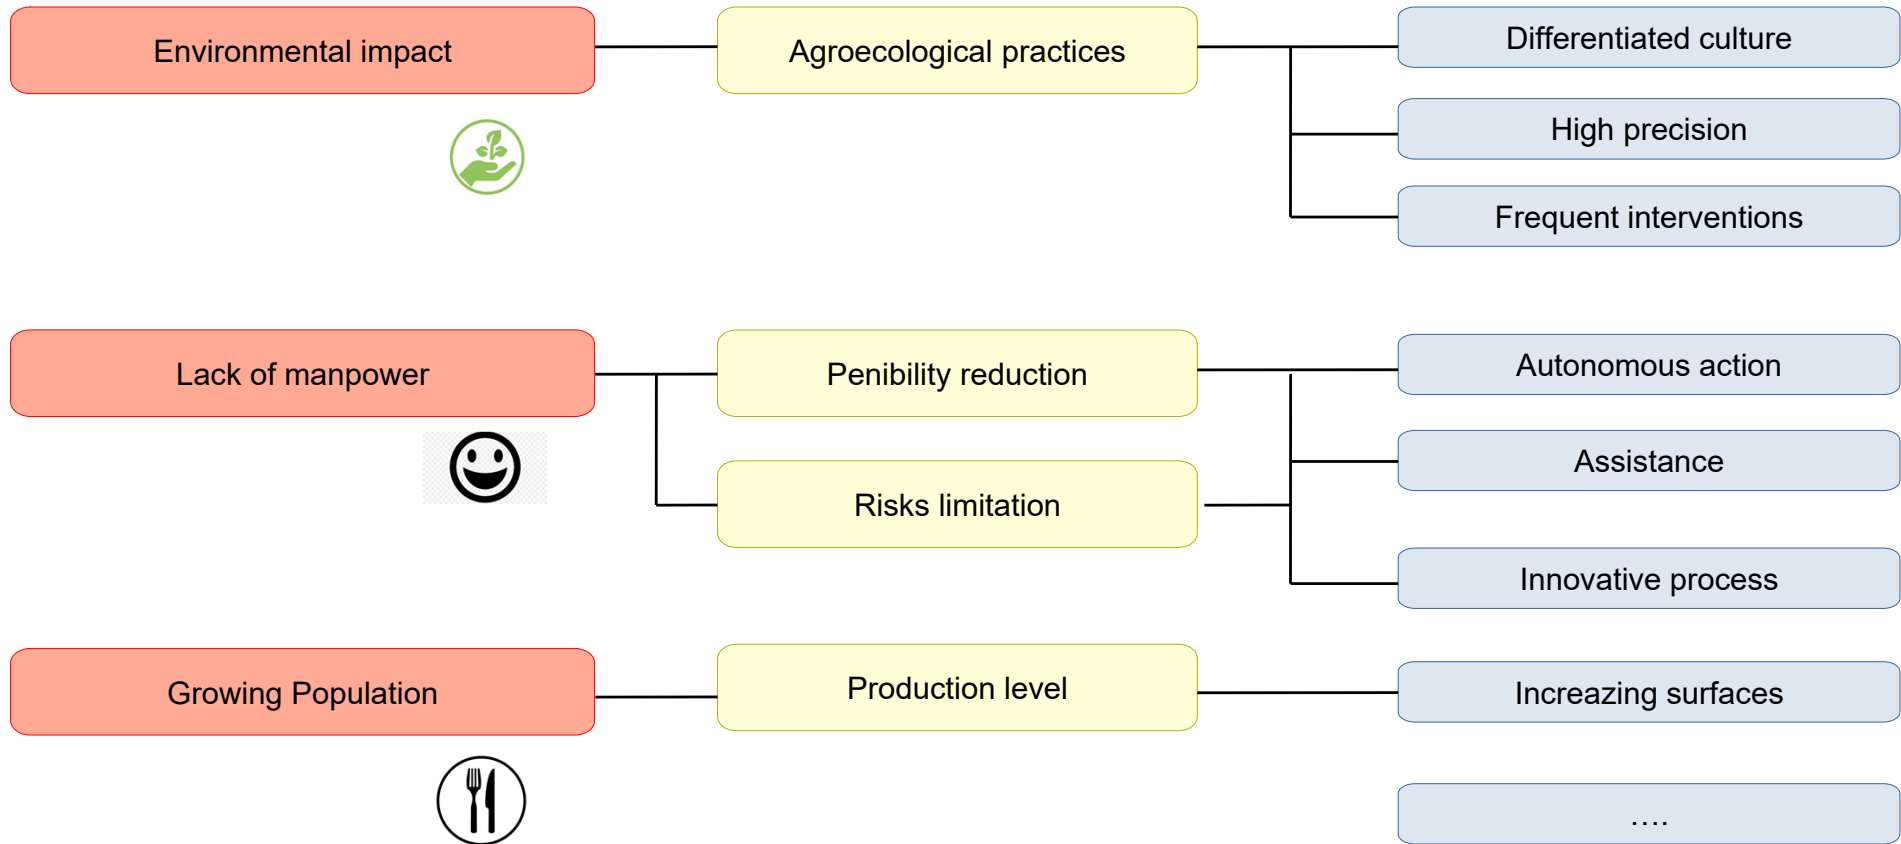 Environmental impact
Agroecological practices
Differentiated culture
High precision
Frequent interventions
Lack of manpower
Penibility reduction
Autonomous action
Assistance
Risks limitation
Innovative process
Growing Population
Production level
Increazing surfaces
....